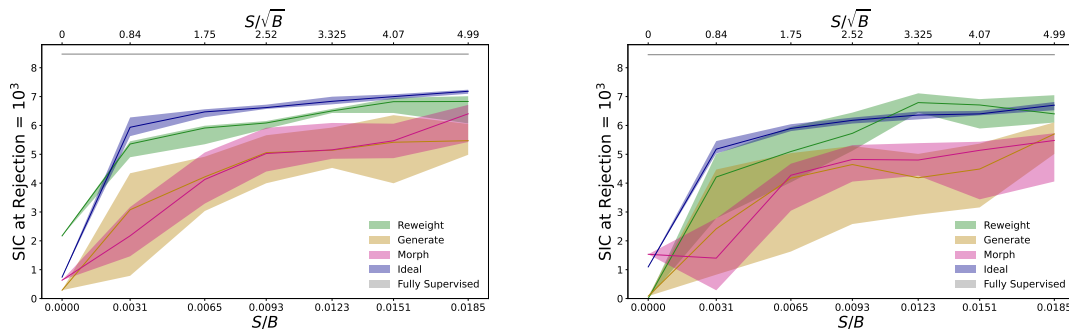 S/√B
0 0.84 1.75 2.52 3.325 4.07 4.99
SIC at Rejection = 10³
8
7
6
5
4
3
2
1
0
Reweight
Generate
Morph
Ideal
Fully Supervised
0.0000 0.0031 0.0065 0.0093 0.0123 0.0151 0.0185
S/B
S/√B
0 0.84 1.75 2.52 3.325 4.07 4.99
SIC at Rejection = 10³
8
7
6
5
4
3
2
1
0
Reweight
Generate
Morph
Ideal
Fully Supervised
0.0000 0.0031 0.0065 0.0093 0.0123 0.0151 0.0185
S/B